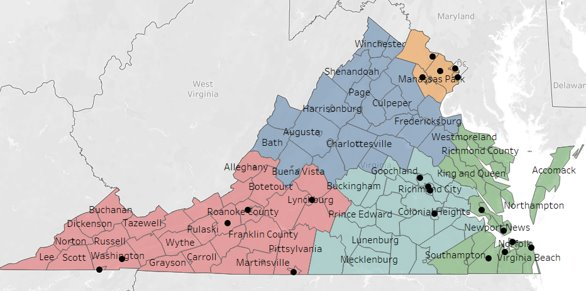 Maryland
Winchester
DC
Shenandoah
Manassas Park
West
Virginia
Page
Delaware
Culpeper
Harrisonburg
Fredericksburg
Augusta
Westmoreland
Bath
Charlottesville
Richmond County
Alleghany
Buena Vista
Goochland
King and Queen
Accomack
Botetourt
Buckingham
Richmond City
Lynchburg
Northampton
Buchanan
Roanoke County
Prince Edward
Colonial Heights
Dickenson
Tazewell
Pulaski
Newport News
Norton
Russell
Wythe
Franklin County
Lunenburg
Norfolk
Pittsylvania
Lee
Scott
Washington
Carroll
Grayson
Martinsville
Mecklenburg
Southampton
Virginia Beach